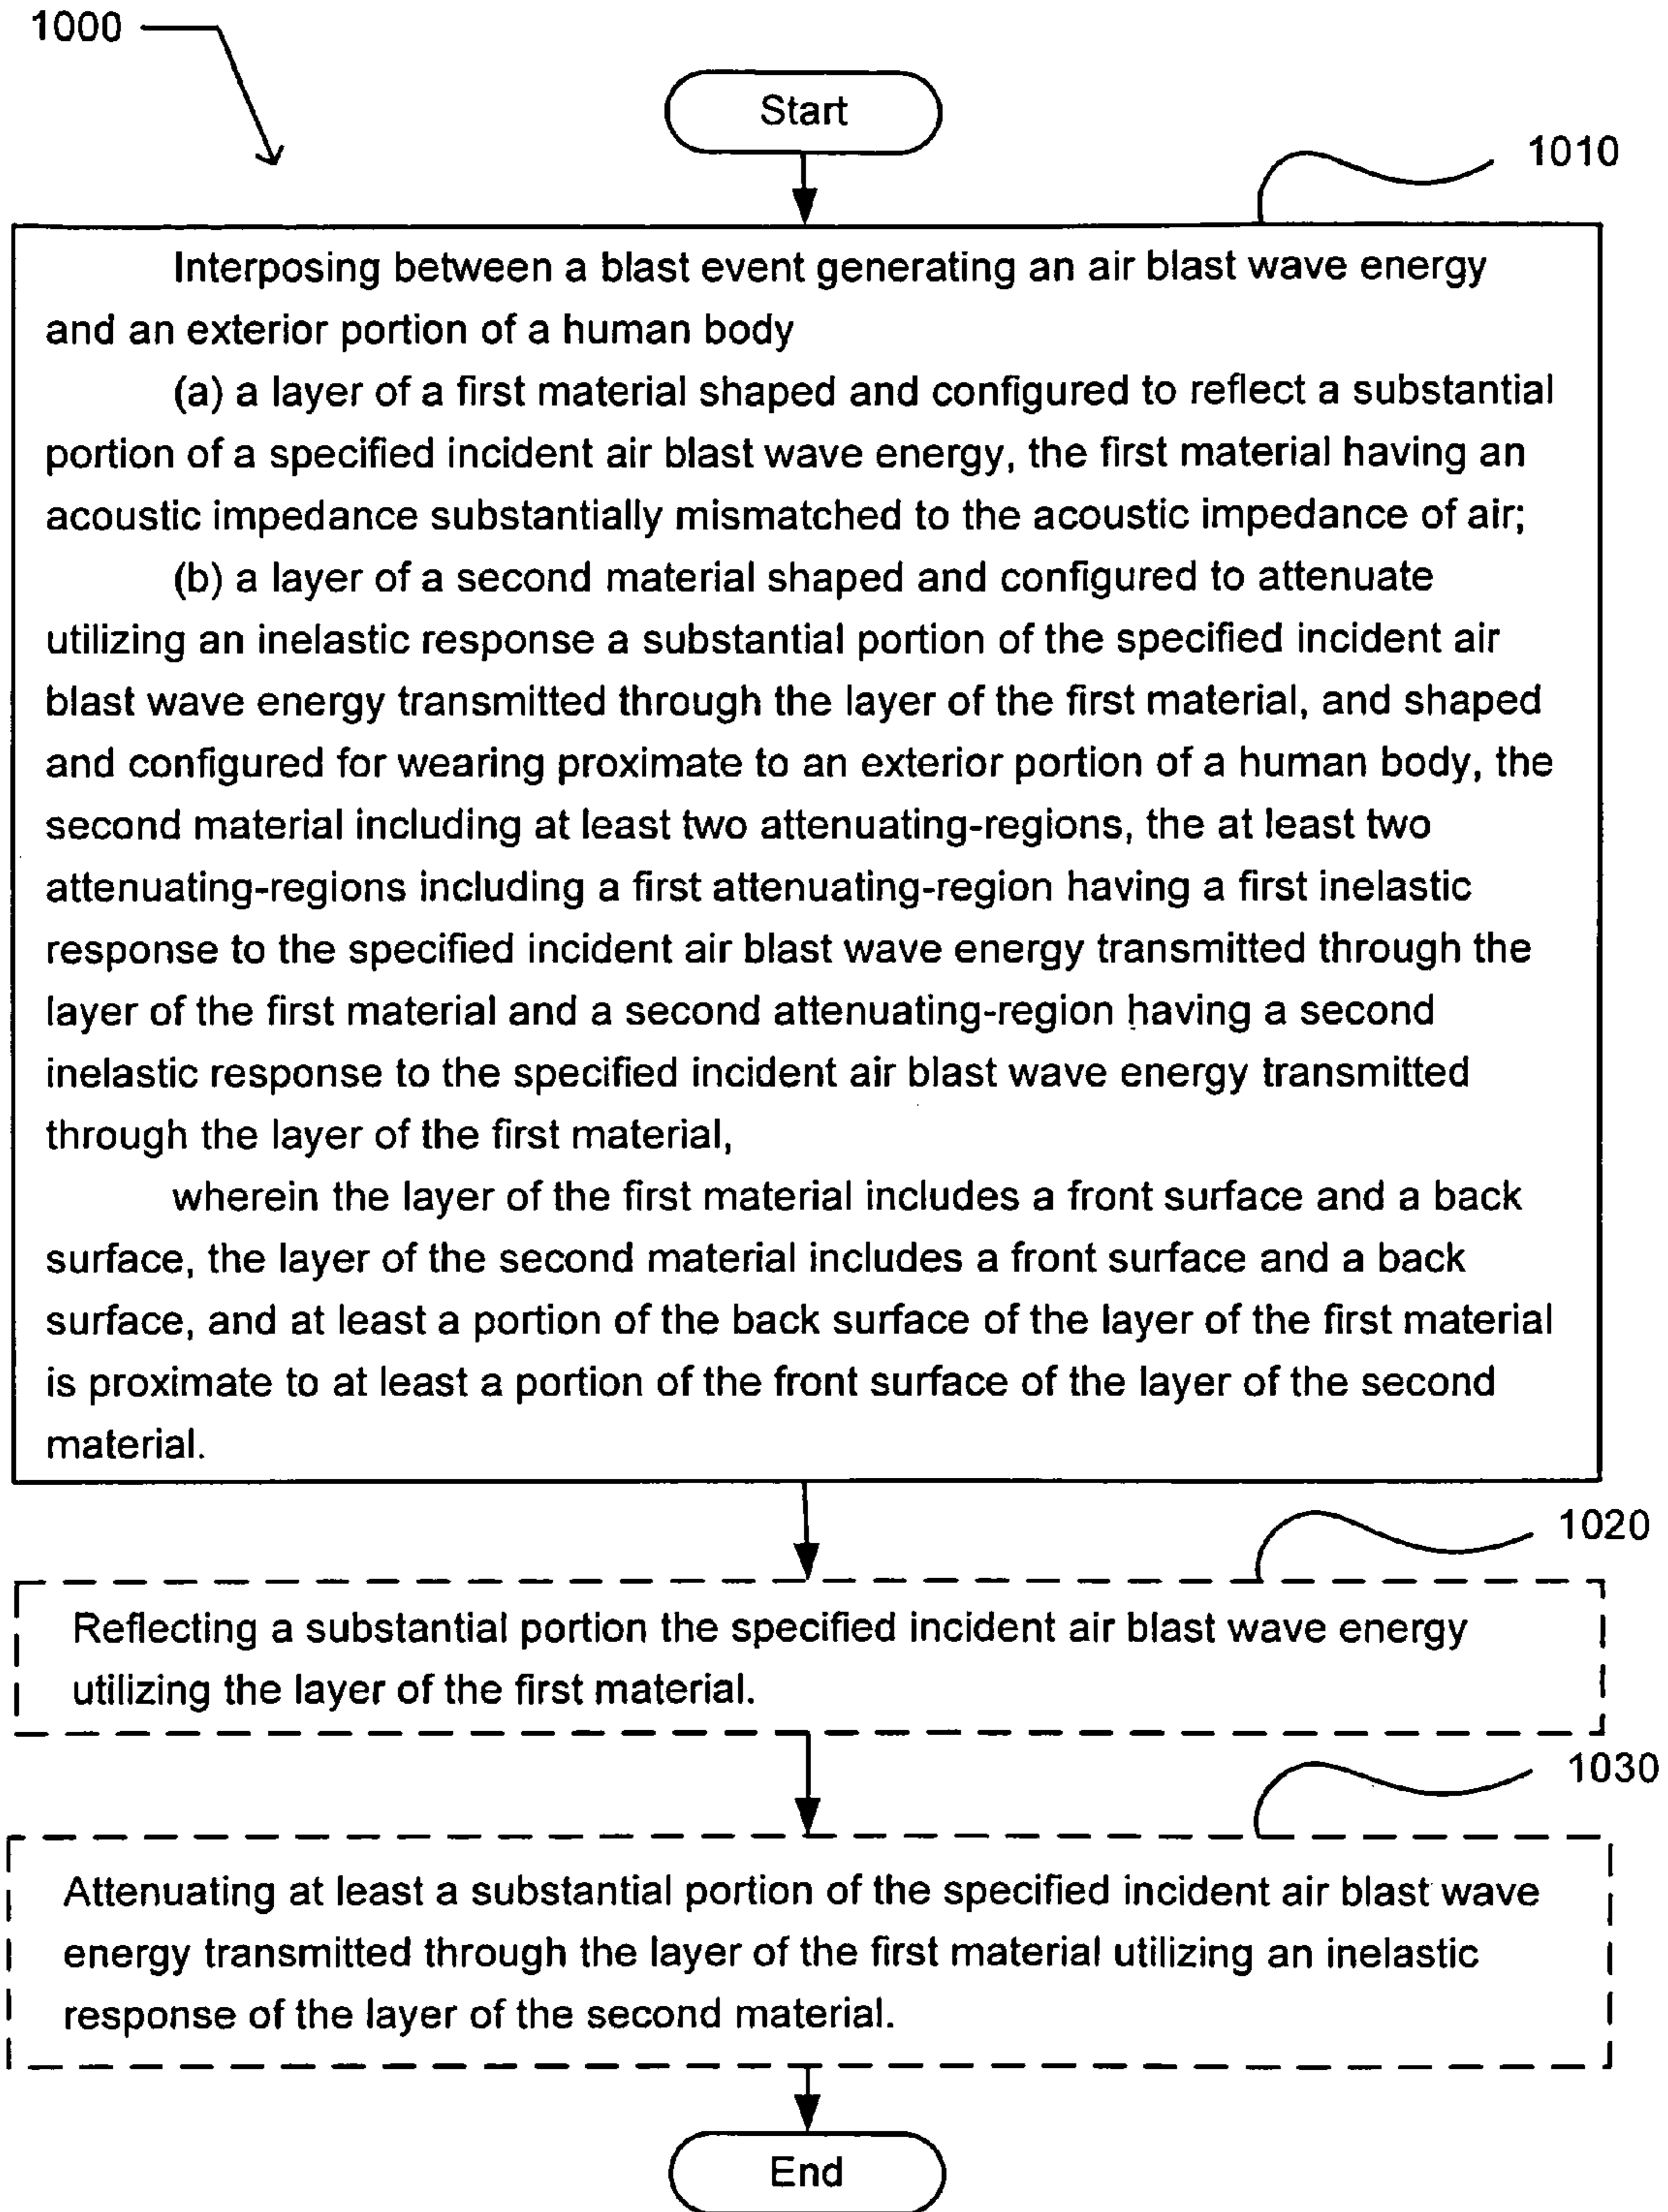 1000
Start
1010
Interposing between a blast event generating an air blast wave energy
and an exterior portion of a human body
(a) a layer of a first material shaped and configured to reflect a substantial
portion of a specified incident air blast wave energy, the first material having an
acoustic impedance substantially mismatched to the acoustic impedance of air;
(b) a layer of a second material shaped and configured to attenuate
utilizing an inelastic response a substantial portion of the specified incident air
blast wave energy transmitted through the layer of the first material, and shaped
and configured for wearing proximate to an exterior portion of a human body, the
second material including at least two attenuating-regions, the at least two
attenuating-regions including a first attenuating-region having a first inelastic
response to the specified incident air blast wave energy transmitted through the
layer of the first material and a second attenuating-region having a second
inelastic response to the specified incident air blast wave energy transmitted
through the layer of the first material,
wherein the layer of the first material includes a front surface and a back
surface, the layer of the second material includes a front surface and a back
surface, and at least a portion of the back surface of the layer of the first material
is proximate to at least a portion of the front surface of the layer of the second
material.
1020
Reflecting a substantial portion the specified incident air blast wave energy
utilizing the layer of the first material.
1030
Attenuating at least a substantial portion of the specified incident air blast wave
energy transmitted through the layer of the first material utilizing an inelastic
response of the layer of the second material.
End